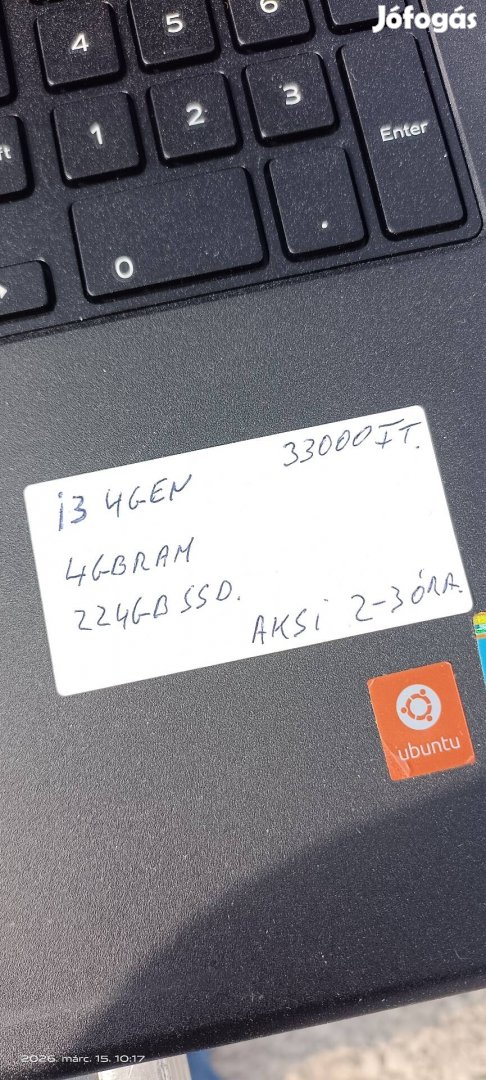 Jófogás
4 5 6
ft 1 2 3
Enter
0 .
i3 4GEN 33000 FT.
4GBRAM
224GB SSD.
AKSi 2-3 ÓRA.
ubuntu
2026. márc. 15. 10:17